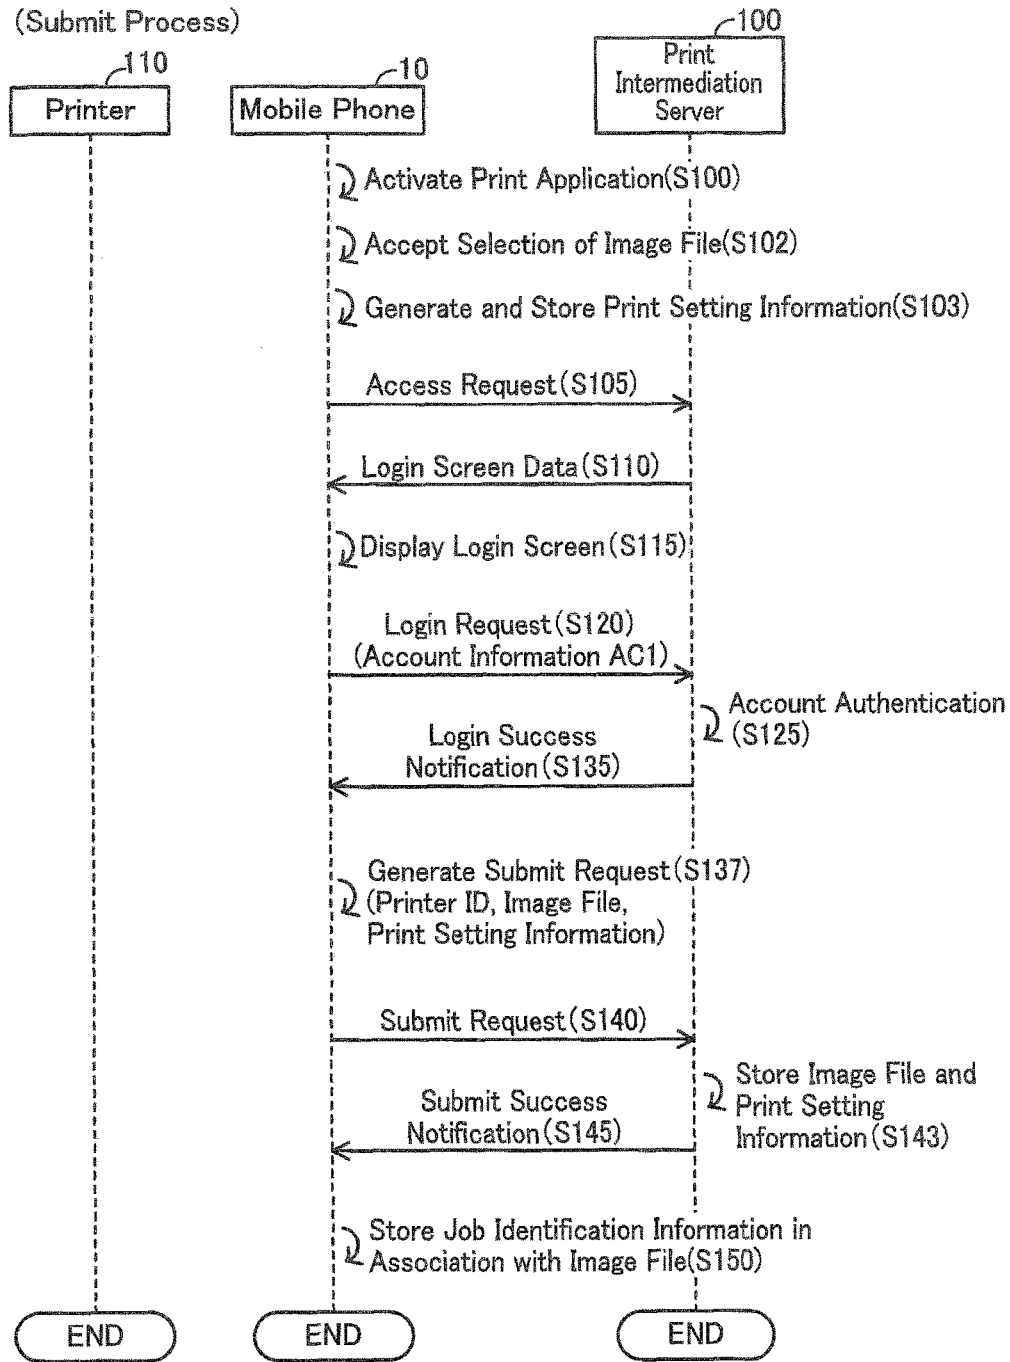 (Submit Process)
110
10
100
Printer
Mobile Phone
Print
Intermediation
Server
Activate Print Application(S100)
Accept Selection of Image File(S102)
Generate and Store Print Setting Information(S103)
Access Request(S105)
Login Screen Data(S110)
Display Login Screen(S115)
Login Request(S120)
(Account Information AC1)
Account Authentication
(S125)
Login Success
Notification(S135)
Generate Submit Request(S137)
(Printer ID, Image File,
Print Setting Information)
Submit Request(S140)
Store Image File and
Print Setting
Information(S143)
Submit Success
Notification(S145)
Store Job Identification Information in
Association with Image File(S150)
END
END
END